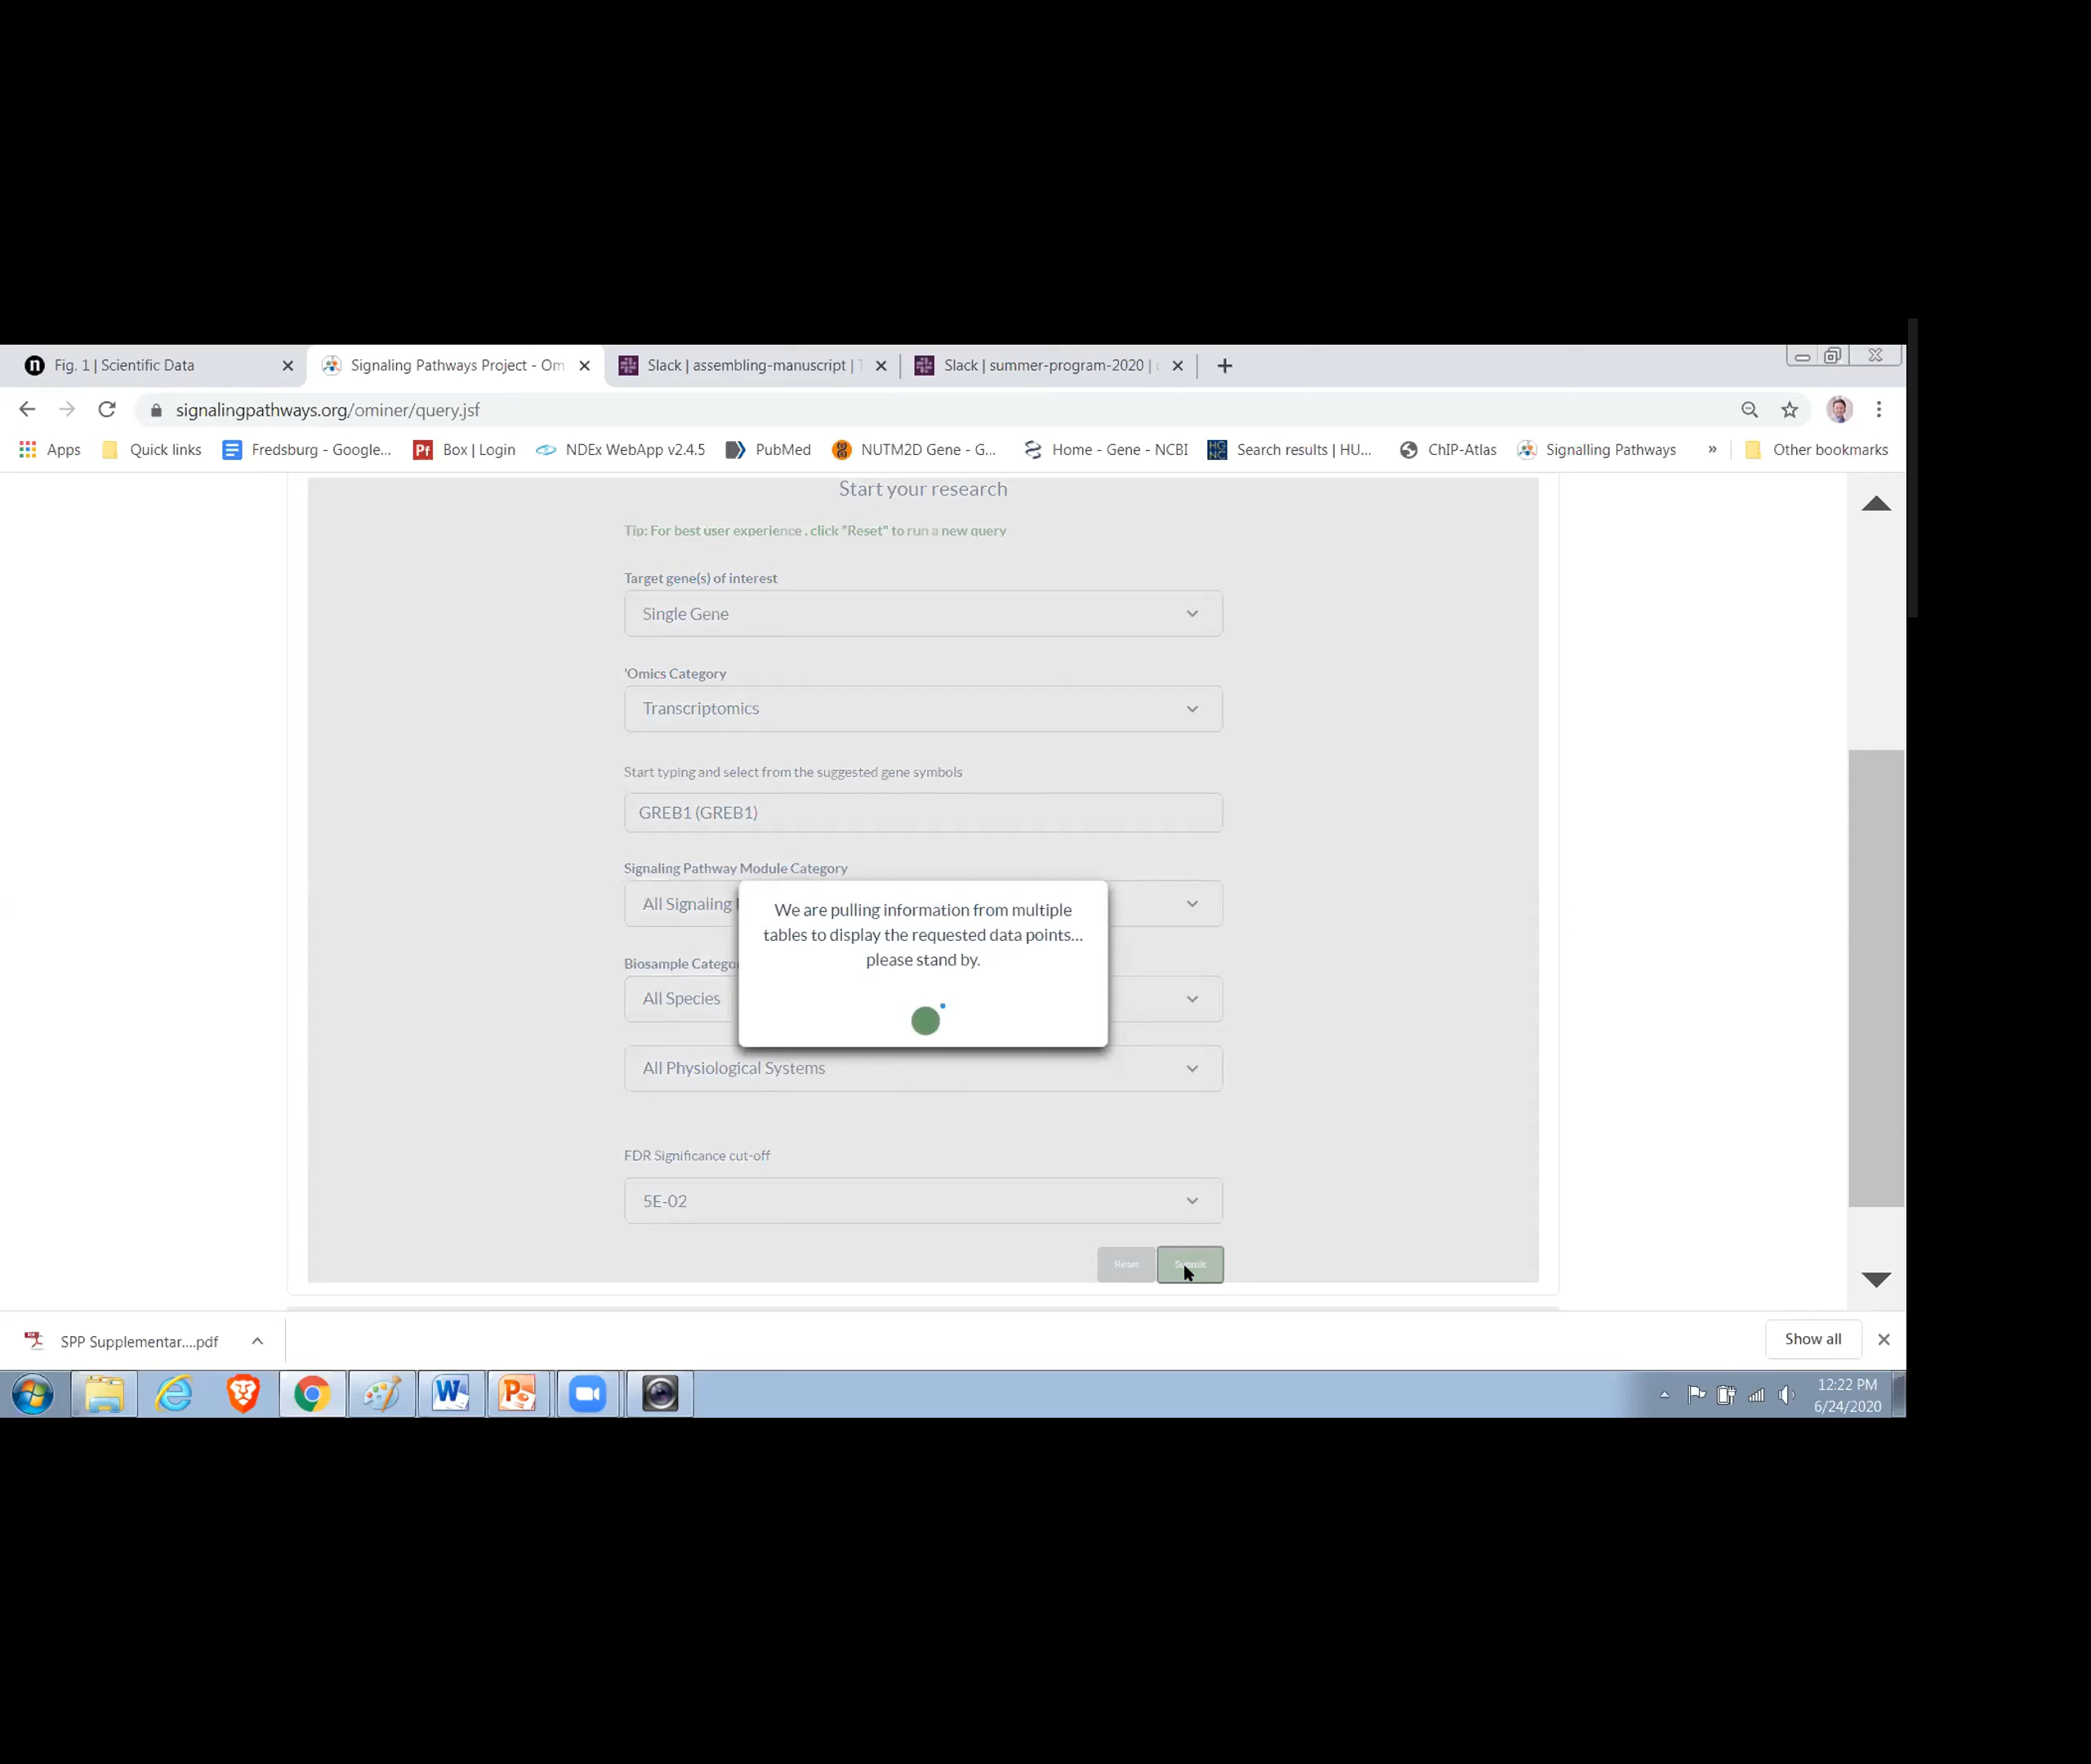 Fig. 1 | Scientific Data
Signaling Pathways Project - Om
Slack | assembling-manuscript |
Slack | summer-program-2020 |
signalingpathways.org/ominer/query.jsf
Apps
Quick links
Fredsburg - Google...
Box | Login
NDEx WebApp v2.4.5
PubMed
NUTM2D Gene - G...
Home - Gene - NCBI
Search results | HU...
ChIP-Atlas
Signalling Pathways
»
Other bookmarks
Start your research
Tip: For best user experience , click "Reset" to run a new query
Target gene(s) of interest
Single Gene
'Omics Category
Transcriptomics
Start typing and select from the suggested gene symbols
GREB1 (GREB1)
Signaling Pathway Module Category
All Signaling
We are pulling information from multiple
tables to display the requested data points...
please stand by.
Biosample Catego
All Species
All Physiological Systems
FDR Significance cut-off
5E-02
Reset
Submit
SPP Supplementar....pdf
Show all
12:22 PM
6/24/2020